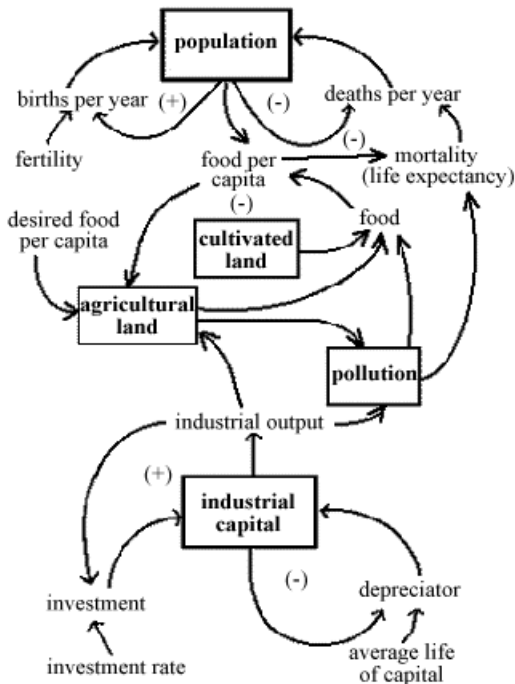 population
births per year
(+)
(-)
deaths per year
fertility
food per
capita
(-)
mortality
(life expectancy)
(-)
desired food
per capita
food
cultivated
land
agricultural
land
pollution
industrial output
(+)
industrial
capital
(-)
investment
depreciator
investment rate
average life
of capital